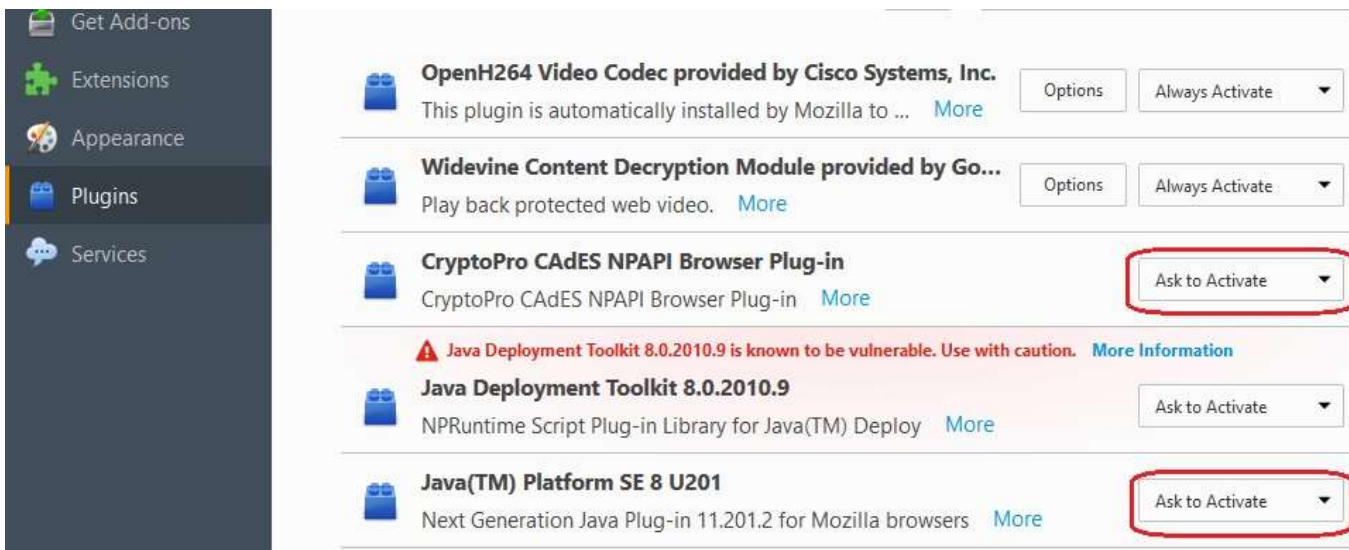 Get Add-ons
Extensions
Appearance
Plugins
Services
OpenH264 Video Codec provided by Cisco Systems, Inc.
This plugin is automatically installed by Mozilla to ... More
Options
Always Activate
Widevine Content Decryption Module provided by Go...
Play back protected web video. More
Options
Always Activate
CryptoPro CAdES NPAPI Browser Plug-in
CryptoPro CAdES NPAPI Browser Plug-in More
Ask to Activate
Java Deployment Toolkit 8.0.2010.9 is known to be vulnerable. Use with caution. More Information
Java Deployment Toolkit 8.0.2010.9
NPRuntime Script Plug-in Library for Java(TM) Deploy More
Ask to Activate
Java(TM) Platform SE 8 U201
Next Generation Java Plug-in 11.201.2 for Mozilla browsers More
Ask to Activate